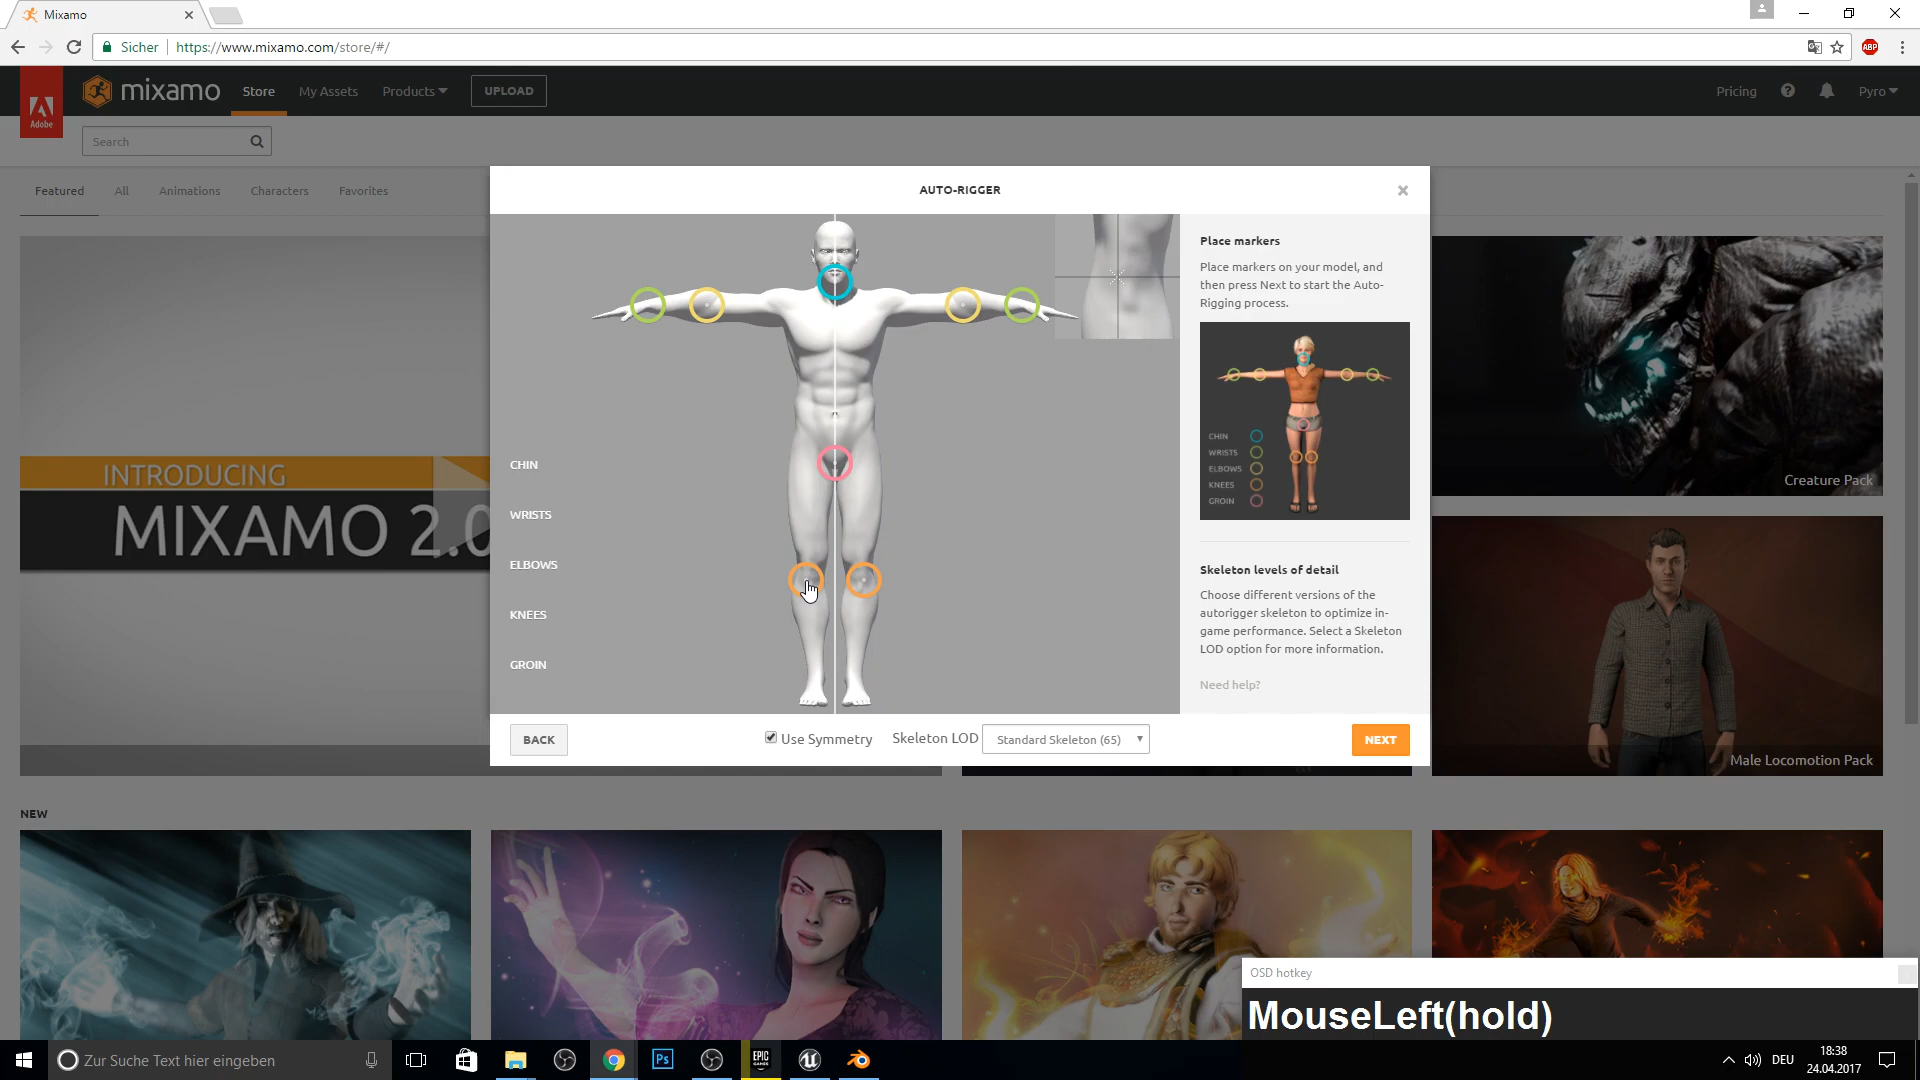 Mixamo
Sicher
https://www.mixamo.com/store/#/
ABP
Adobe
mixamo
Store
My Assets
Products
UPLOAD
Pricing
Pyro
Search
Featured
All
Animations
Characters
Favorites
AUTO-RIGGER
Place markers
Place markers on your model, and
then press Next to start the Auto-
Rigging process.
CHIN
WRISTS
ELBOWS
KNEES
GROIN
CHIN
WRISTS
ELBOWS
KNEES
GROIN
INTRODUCING
MIXAMO 2.0
Creature Pack
Skeleton levels of detail
Choose different versions of the
autorigger skeleton to optimize in-
game performance. Select a Skeleton
LOD option for more information.
Need help?
BACK
Use Symmetry
Skeleton LOD
Standard Skeleton (65)
NEXT
Male Locomotion Pack
NEW
OSD hotkey
MouseLeft(hold)
Zur Suche Text hier eingeben
Ps
EPIC
GAMES
DEU
18:38
24.04.2017